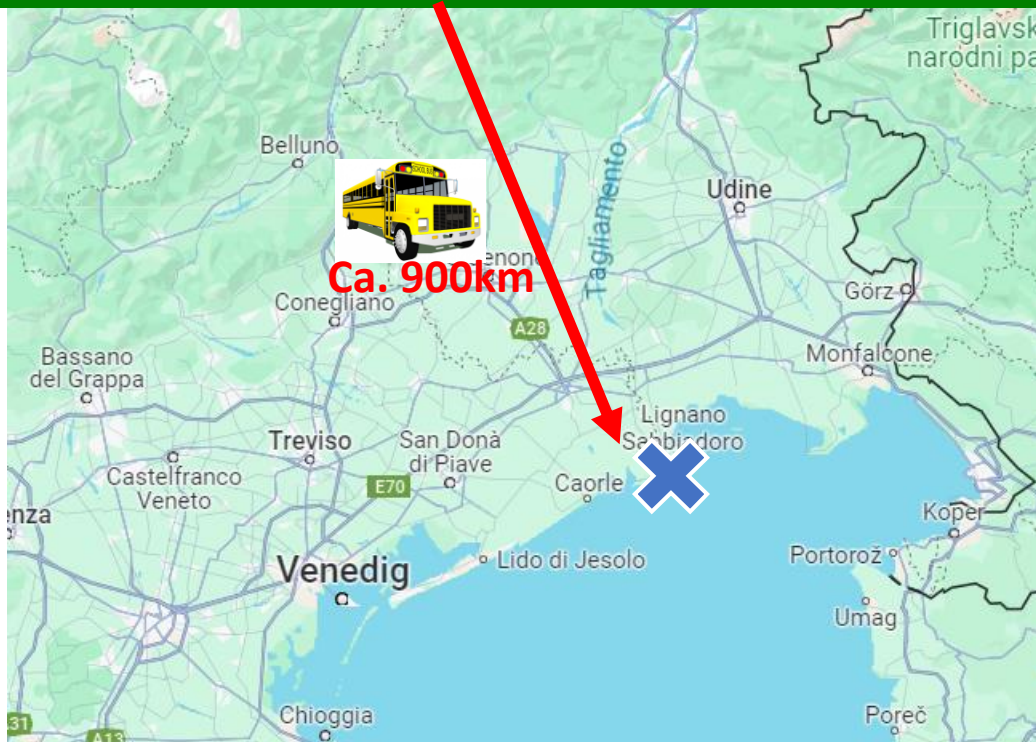 Triglavsk
narodni pa
Belluno
SCHOOL BUS
Tagliamento
Udine
enone
Ca. 900km
Conegliano
Görz
A28
Bassano
del Grappa
Monfalcone
Lignano
Sabbiadoro
Treviso
San Donà
di Piave
Castelfranco
Veneto
E70
Caorle
enza
Koper
Venedig
Lido di Jesolo
Portorož
Umag
Chioggia
Poreč
31
A13